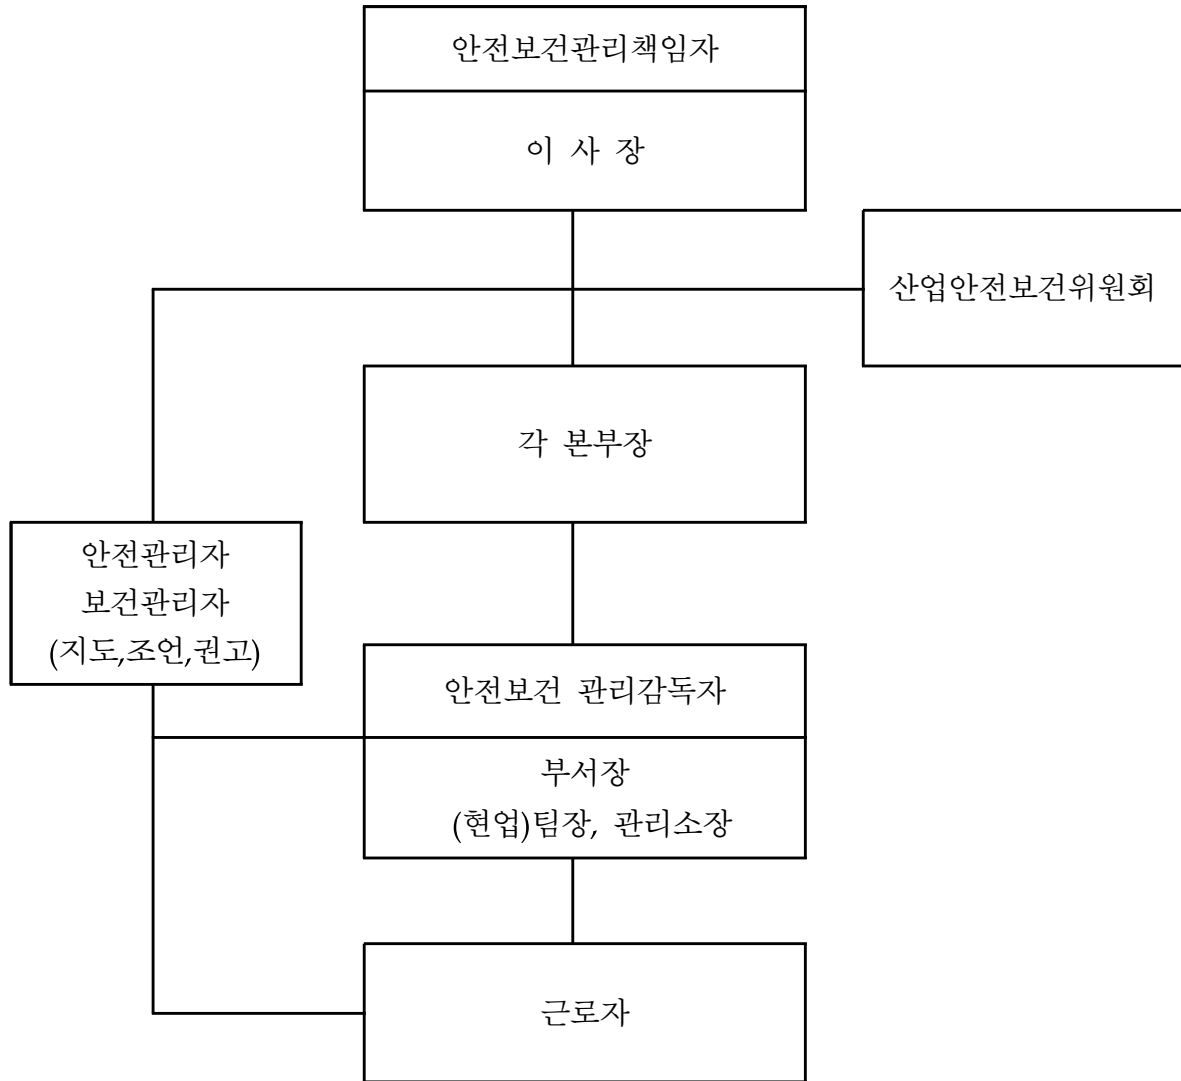 안전보건관리책임자
이 사 장
산업안전보건위원회
각 본부장
안전관리자
보건관리자
(지도,조언,권고)
안전보건 관리감독자
부서장
(현업)팀장, 관리소장
근로자